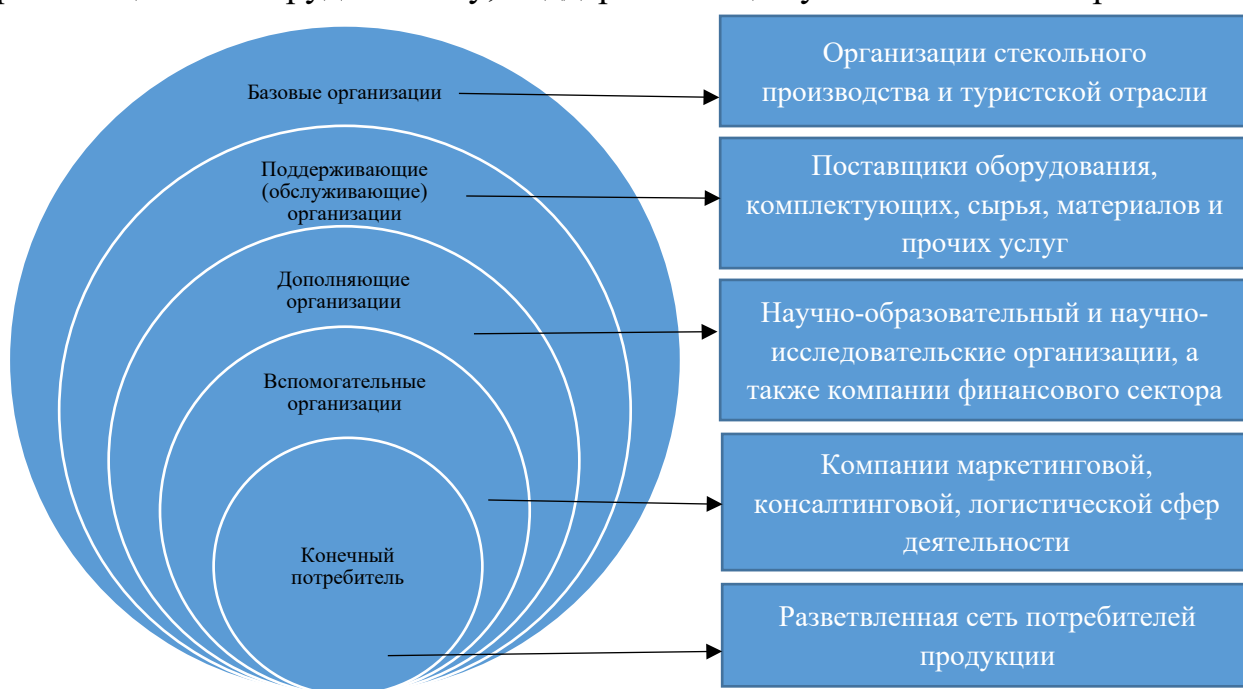 Базовые организации
Организации стекольного
производства и туристской отрасли
Поддерживающие
(обслуживающие)
организации
Поставщики оборудования,
комплектующих, сырья, материалов и
прочих услуг
Дополняющие
организации
Научно-образовательный и научно-
исследовательские организации, а
также компании финансового сектора
Вспомогательные
организации
Компании маркетинговой,
консалтинговой, логистической сфер
деятельности
Конечный
потребитель
Разветвленная сеть потребителей
продукции